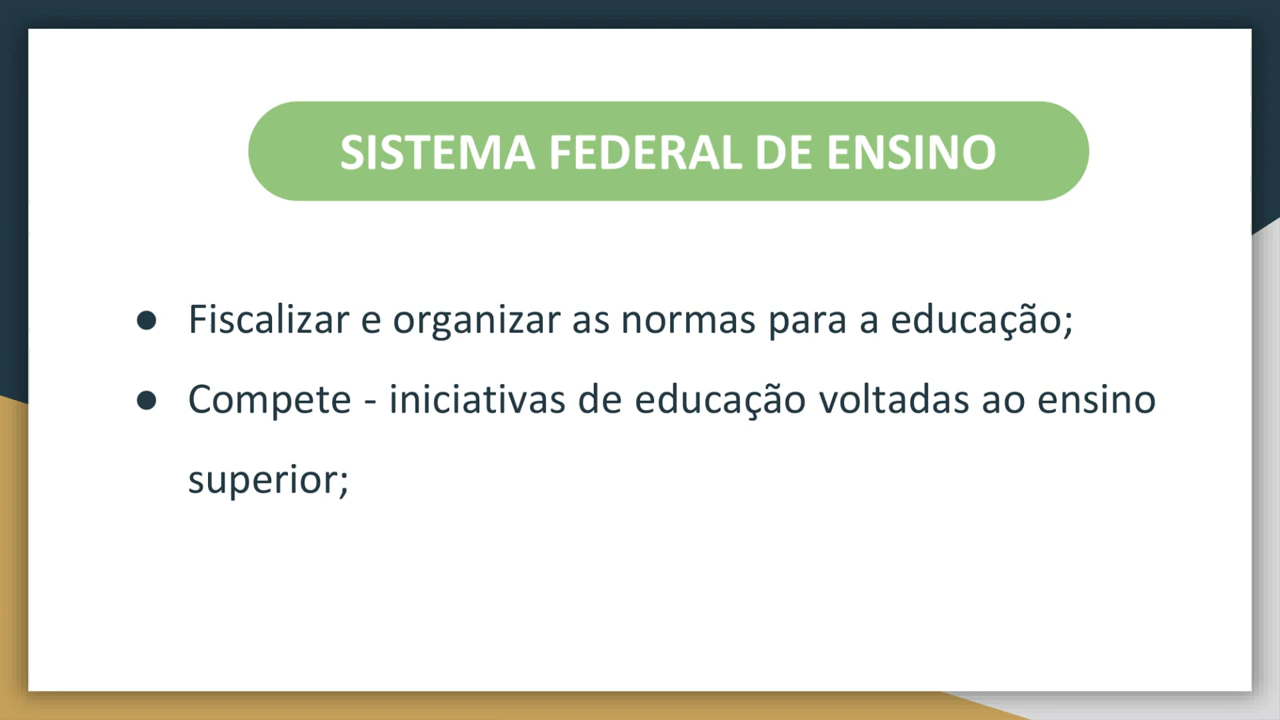 SISTEMA FEDERAL DE ENSINO
● Fiscalizar e organizar as normas para a educação;
● Compete - iniciativas de educação voltadas ao ensino
superior;